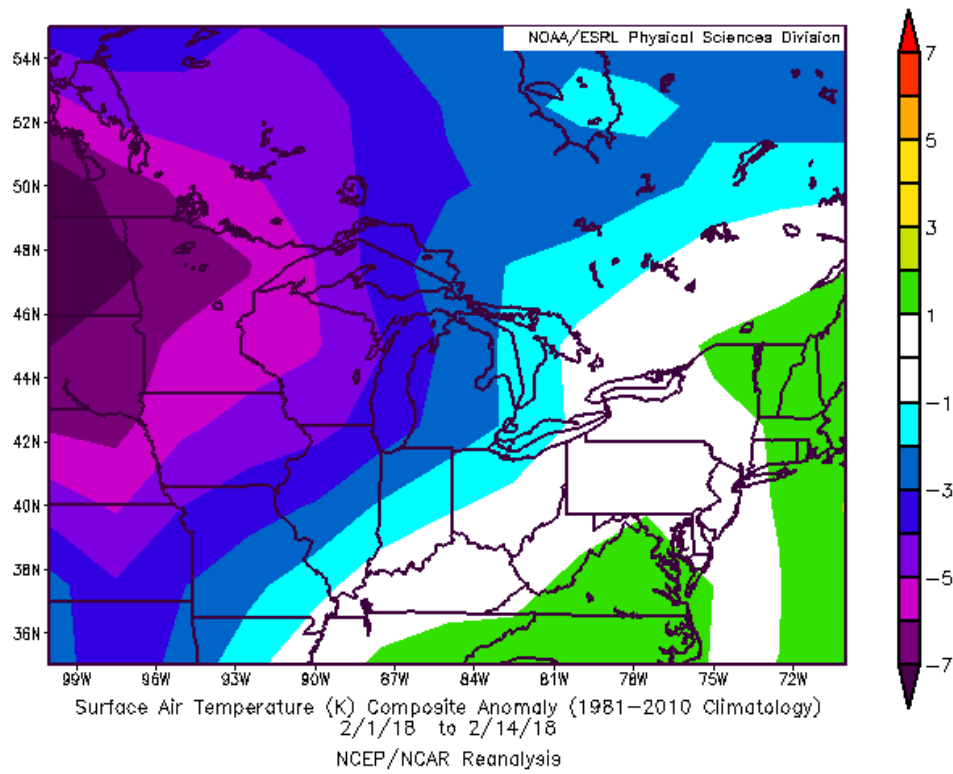 NOAA/ESRL Physical Sciences Division
54N
52N
50N
48N
46N
44N
42N
40N
38N
36N
99W 96W 93W 90W 87W 84W 81W 78W 75W 72W
7
5
3
1
-1
-3
-5
-7
Surface Air Temperature (K) Composite Anomaly (1981-2010 Climatology)
2/1/18 to 2/14/18
NCEP/NCAR Reanalysis